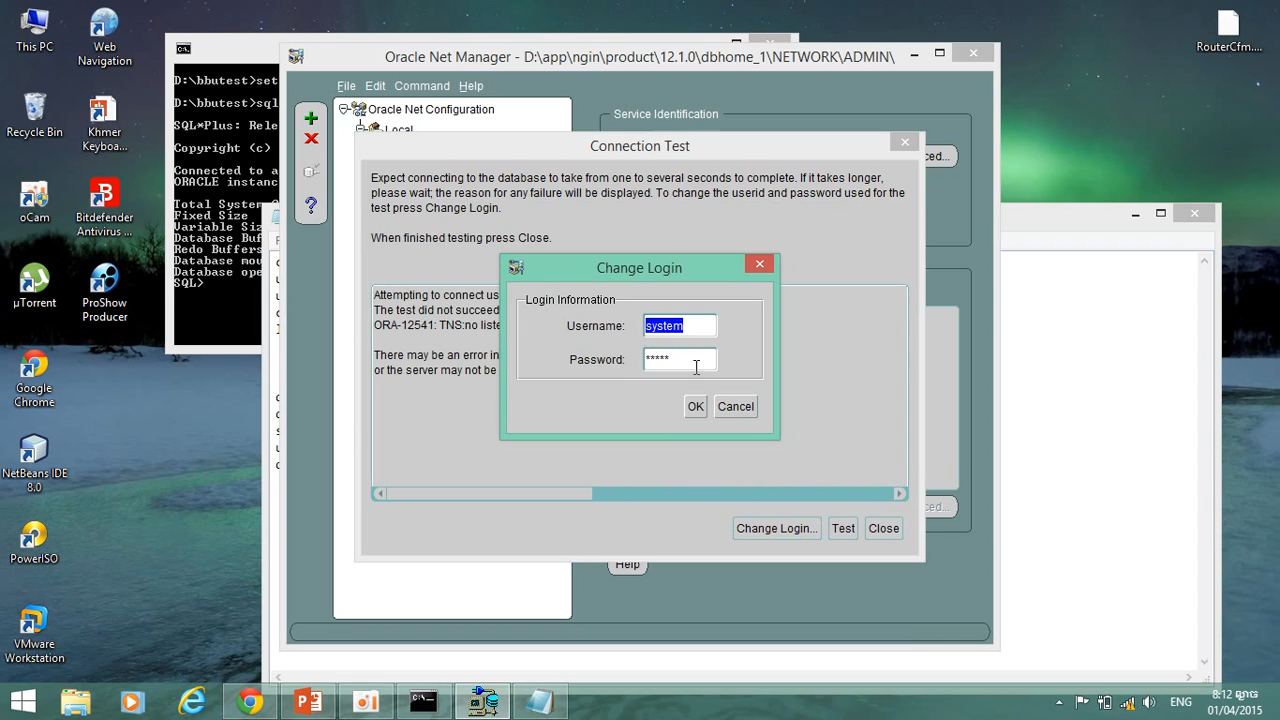 This PC
Web
Navigation
Recycle Bin
Khmer
Keyboa...
oCam
Bitdefender
Antivirus ...
µTorrent
ProShow
Producer
Google
Chrome
NetBeans IDE
8.0
PowerISO
VMware
Workstation
RouterCfm....
D:\bbutest>set
D:\bbutest>sql
SQL*Plus: Rele
Copyright (c)
Connected to a
ORACLE instanc
Total System G
Fixed Size
Variable Siz
Database Buf
Redo Buffers
Database mou
Database ope
SQL>
Oracle Net Manager - D:\app\ngin\product\12.1.0\dbhome_1\NETWORK\ADMIN\
File Edit Command Help
Oracle Net Configuration
Local
Service Identification
ced...
Connection Test
Expect connecting to the database to take from one to several seconds to complete. If it takes longer,
please wait; the reason for any failure will be displayed. To change the userid and password used for the
test press Change Login.
When finished testing press Close.
Attempting to connect us
The test did not succeed
ORA-12541: TNS:no liste
There may be an error in
or the server may not be
Change Login
Login Information
Username: system
Password: *****
OK Cancel
Change Login... Test Close
ced...
Help
ENG
8:12
01/04/2015